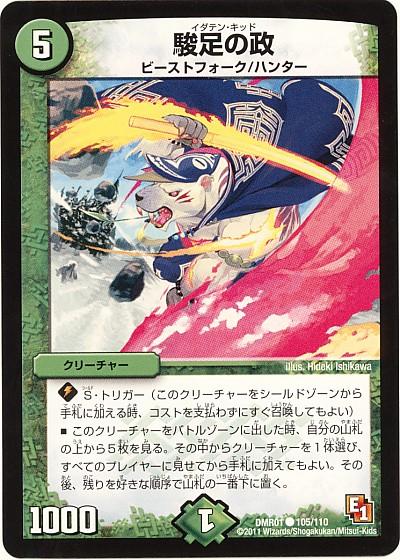 5
イダテン・キッド
駿足の政
ビーストフォーク/ハンター
クリーチャー
illus. Hideki Ishikawa
S・トリガー（このクリーチャーをシールドゾーンから
手札に加える時、コストを支払わずにすぐ召喚してもよい）
■ このクリーチャーをバトルゾーンに出した時、自分の山札
の上から5枚を見る。その中からクリーチャーを1体選び、
すべてのプレイヤーに見せてから手札に加えてもよい。その
後、残りを好きな順序で山札の一番下に置く。
1000
1
DMR01 ● 105/110
©2011 Wizards/Shogakukan/Mitsui-Kids
E1